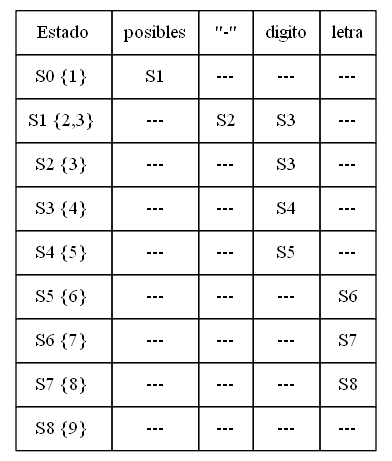 Estado posibles "-" digito letra
S0 {1} S1 --- --- ---
S1 {2,3} --- S2 S3 ---
S2 {3} --- --- S3 ---
S3 {4} --- --- S4 ---
S4 {5} --- --- S5 ---
S5 {6} --- --- --- S6
S6 {7} --- --- --- S7
S7 {8} --- --- --- S8
S8 {9} --- --- --- ---